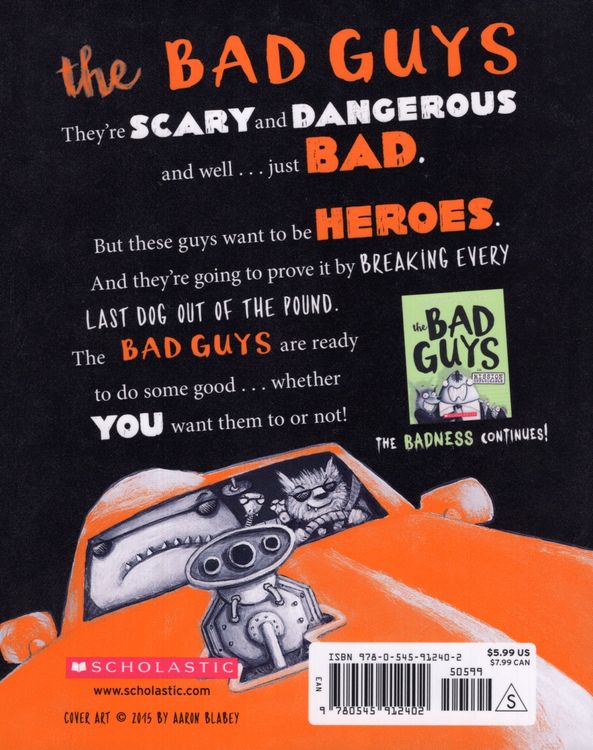 the BAD GUYS
They're SCARY and DANGEROUS
and well . . . just BAD.
But these guys want to be HEROES.
And they're going to prove it by BREAKING EVERY
LAST DOG OUT OF THE POUND.
The BAD GUYS are ready
to do some good . . . whether
YOU want them to or not!
the BAD
GUYS
MISSION
UNPLUCKABLE
SCHOLASTIC
THE BADNESS CONTINUES!
SCHOLASTIC
www.scholastic.com
COVER ART © 2015 BY AARON BLABEY
ISBN 978-0-545-91240-2
50599
EAN
9 780545 912402
$5.99 US
$7.99 CAN
S